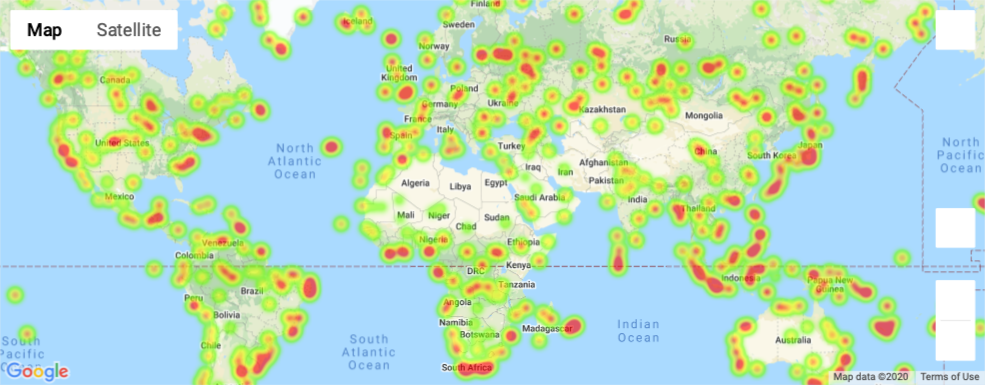 Map
Satellite
Iceland
Finland
Sweden
Norway
Russia
Canada
United
Kingdom
Poland
Germany
Ukraine
Kazakhstan
France
Mongolia
Italy
Spain
United States
Turkey
China
South Korea
Japan
North
Atlantic
Ocean
North
Pacific
Ocean
Iraq
Iran
Afghanistan
Pakistan
Algeria
Libya
Egypt
Saudi Arabia
India
Mexico
Mali
Niger
Sudan
Chad
Thailand
Nigeria
Ethiopia
Venezuela
Colombia
DRC
Kenya
Indonesia
Papua New
Guinea
Tanzania
Peru
Brazil
Angola
Bolivia
Namibia
Botswana
Madagascar
Indian
Ocean
Australia
Chile
South
Pacific
South
Atlantic
Ocean
South Africa
Google
Map data ©2020
Terms of Use